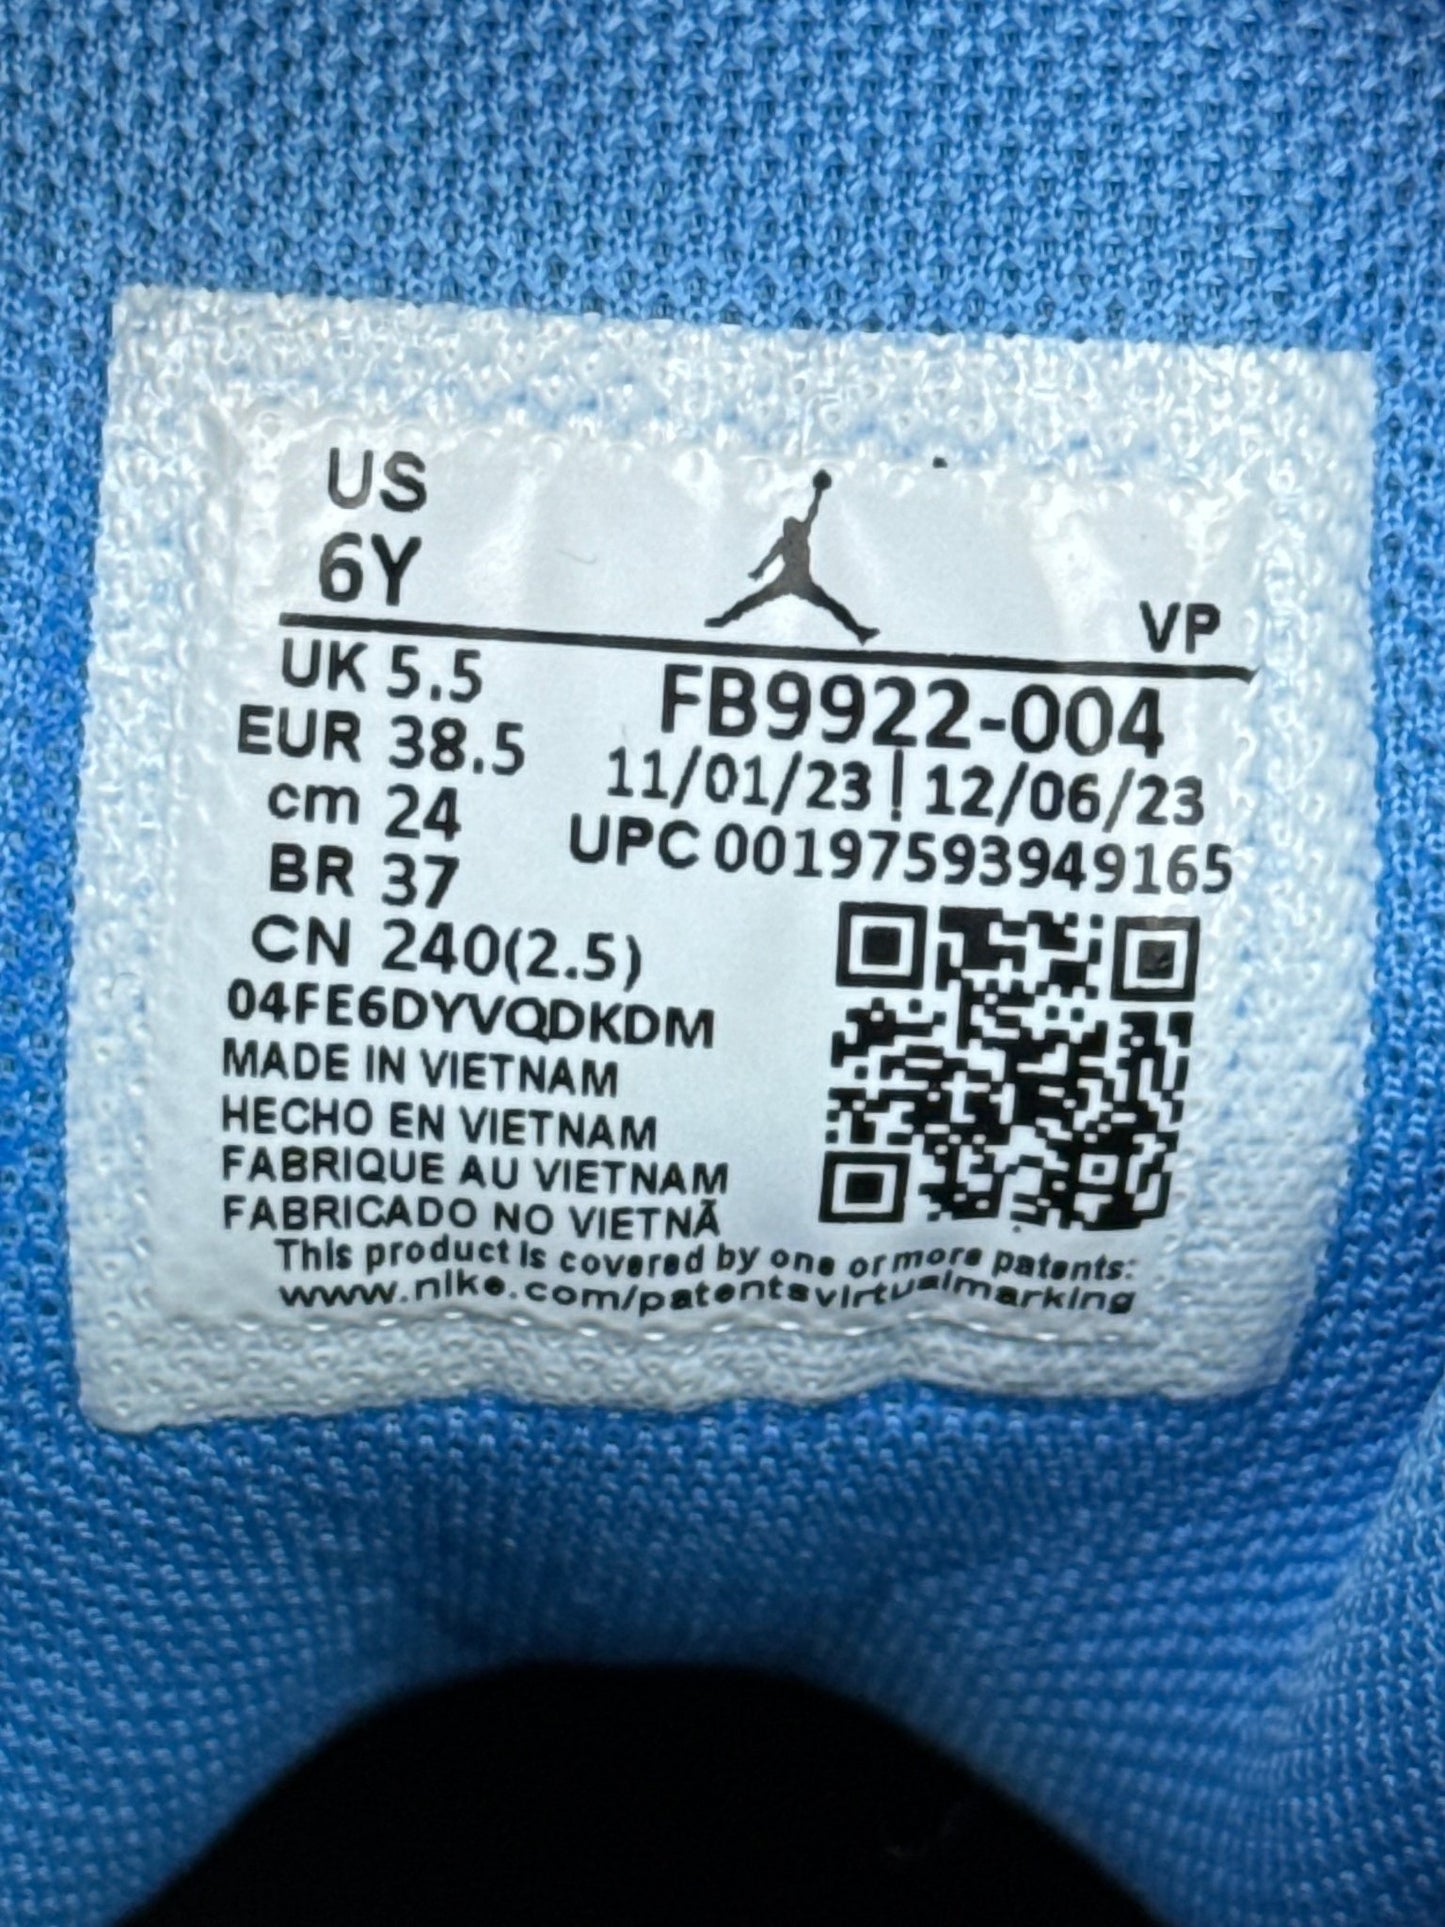 US
6Y
VP
UK 5.5
EUR 38.5
cm 24
BR 37
CN 240(2.5)
FB9922-004
11/01/23 | 12/06/23
UPC 00197593949165
04FE6DYVQDKDM
MADE IN VIETNAM
HECHO EN VIETNAM
FABRIQUE AU VIETNAM
FABRICADO NO VIETNÃ
This product is covered by one or more patents:
www.nike.com/patentsvirtualmarking